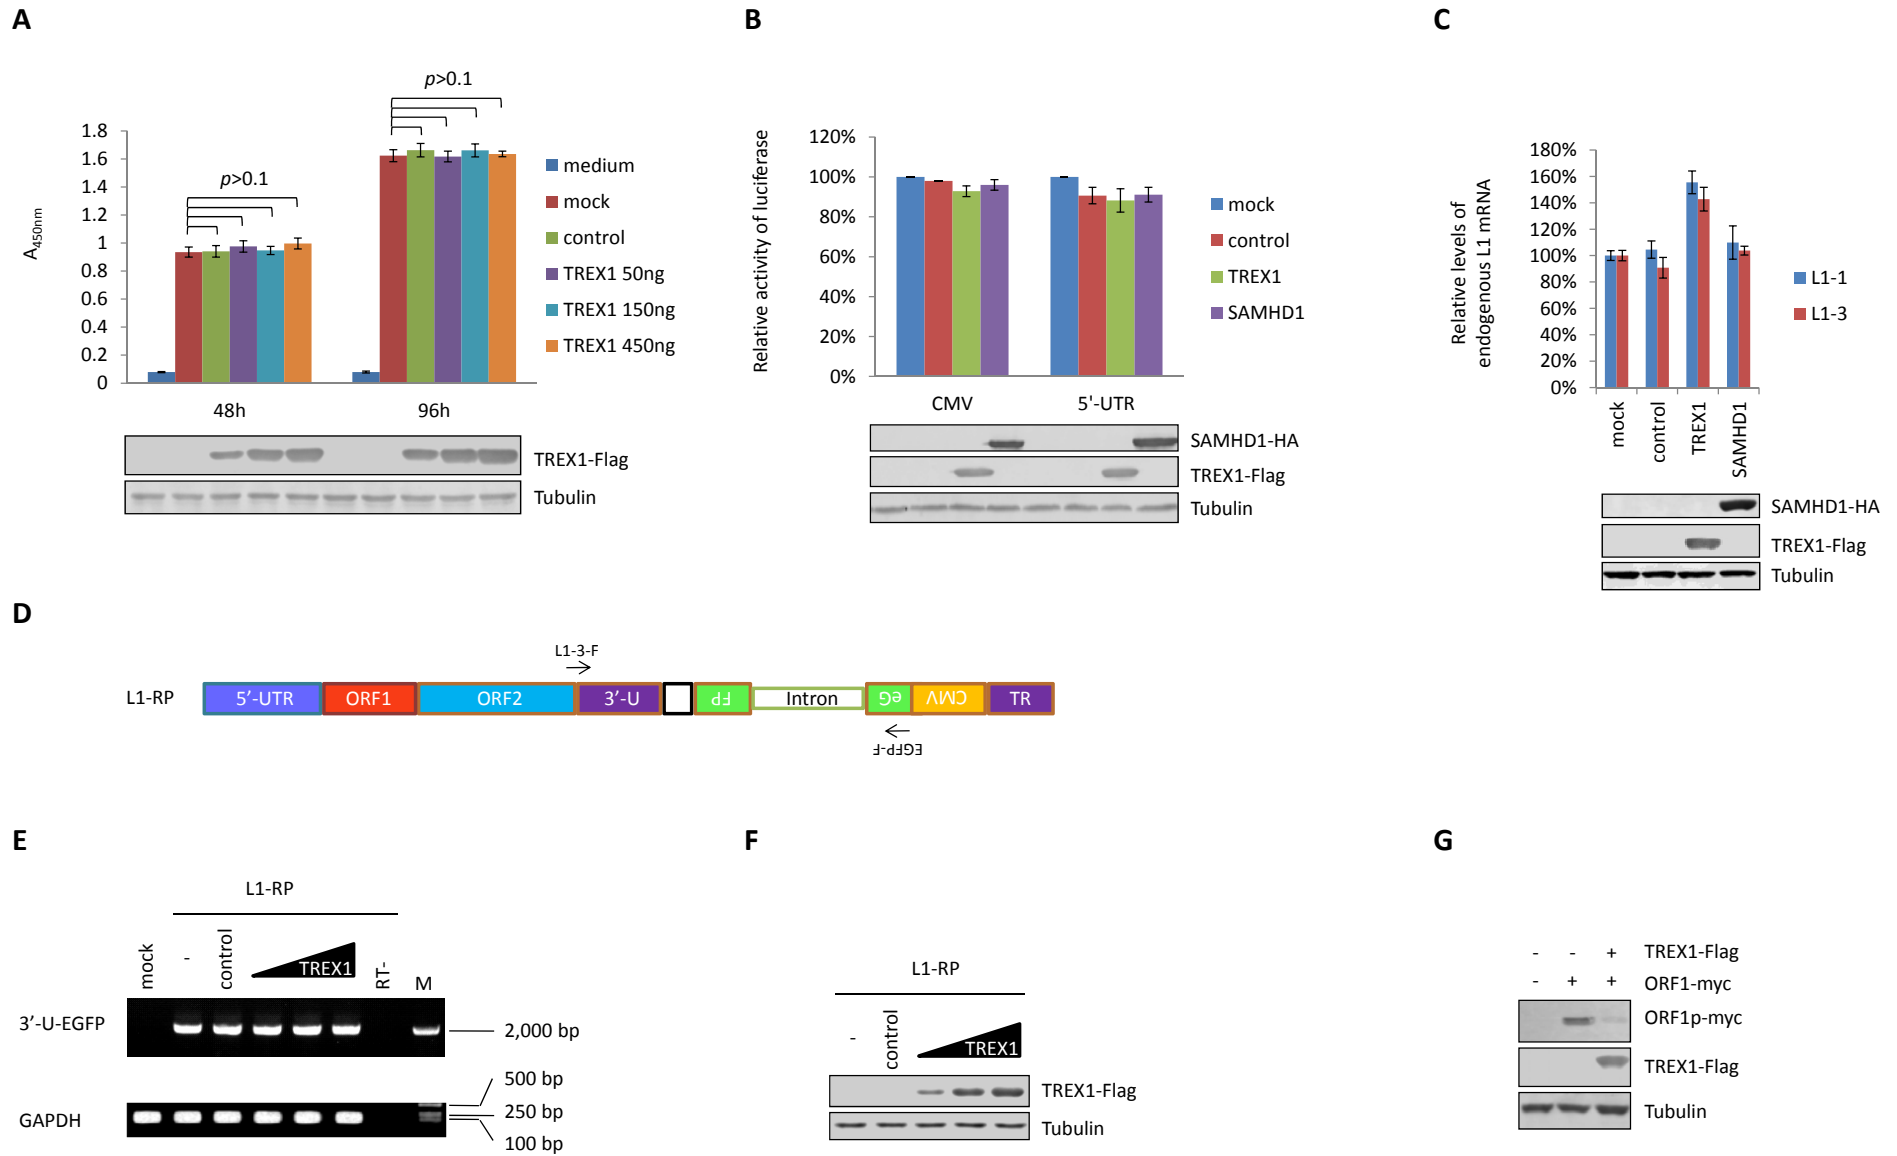 A
p>0.1
p>0.1
A450nm
1.8
1.6
1.4
1.2
1
0.8
0.6
0.4
0.2
0
48h
96h
medium
mock
control
TREX1 50ng
TREX1 150ng
TREX1 450ng
TREX1-Flag
Tubulin
B
Relative activity of luciferase
120%
100%
80%
60%
40%
20%
0%
CMV
5'-UTR
mock
control
TREX1
SAMHD1
SAMHD1-HA
TREX1-Flag
Tubulin
C
Relative levels of
endogenous L1 mRNA
180%
160%
140%
120%
100%
80%
60%
40%
20%
0%
mock
control
TREX1
SAMHD1
L1-1
L1-3
SAMHD1-HA
TREX1-Flag
Tubulin
D
L1-3-F
L1-RP
5’-UTR
ORF1
ORF2
3’-U
FP
Intron
eG
CMV
TR
EGFP-F
E
L1-RP
mock
-
control
TREX1
RT-
M
3’-U-EGFP
2,000 bp
500 bp
GAPDH
250 bp
100 bp
F
L1-RP
-
control
TREX1
TREX1-Flag
Tubulin
G
- - + TREX1-Flag
- + + ORF1-myc
ORF1p-myc
TREX1-Flag
Tubulin